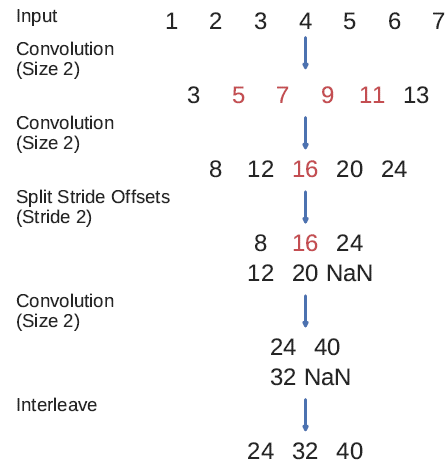 Input 1 2 3 4 5 6 7
Convolution
(Size 2)
3 5 7 9 11 13
Convolution
(Size 2)
8 12 16 20 24
Split Stride Offsets
(Stride 2)
8 16 24
12 20 NaN
Convolution
(Size 2)
24 40
32 NaN
Interleave
24 32 40